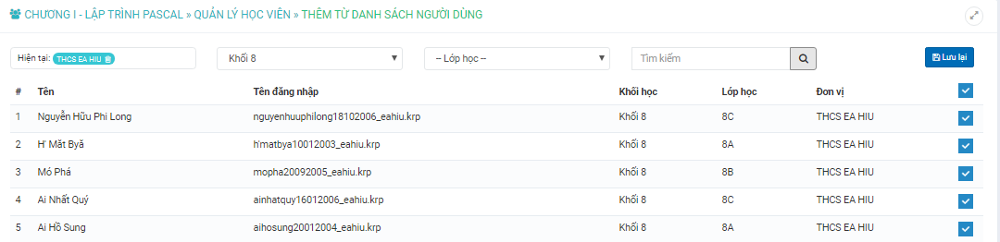 CHƯƠNG I - LẬP TRÌNH PASCAL » QUẢN LÝ HỌC VIÊN » THÊM TỪ DANH SÁCH NGƯỜI DÙNG
Hiện tại: THCS EA HIU Khối 8 -- Lớp học -- Tìm kiếm Lưu lại
# Tên Tên đăng nhập Khối học Lớp học Đơn vị
1 Nguyễn Hữu Phi Long nguyenhuuphilong18102006_eahiu.krp Khối 8 8C THCS EA HIU
2 H' Măt Byă h'matbya10012003_eahiu.krp Khối 8 8A THCS EA HIU
3 Mó Phá mopha20092005_eahiu.krp Khối 8 8B THCS EA HIU
4 Ai Nhất Quý ainhatquy16012006_eahiu.krp Khối 8 8C THCS EA HIU
5 Ai Hồ Sung aihosung20012004_eahiu.krp Khối 8 8A THCS EA HIU